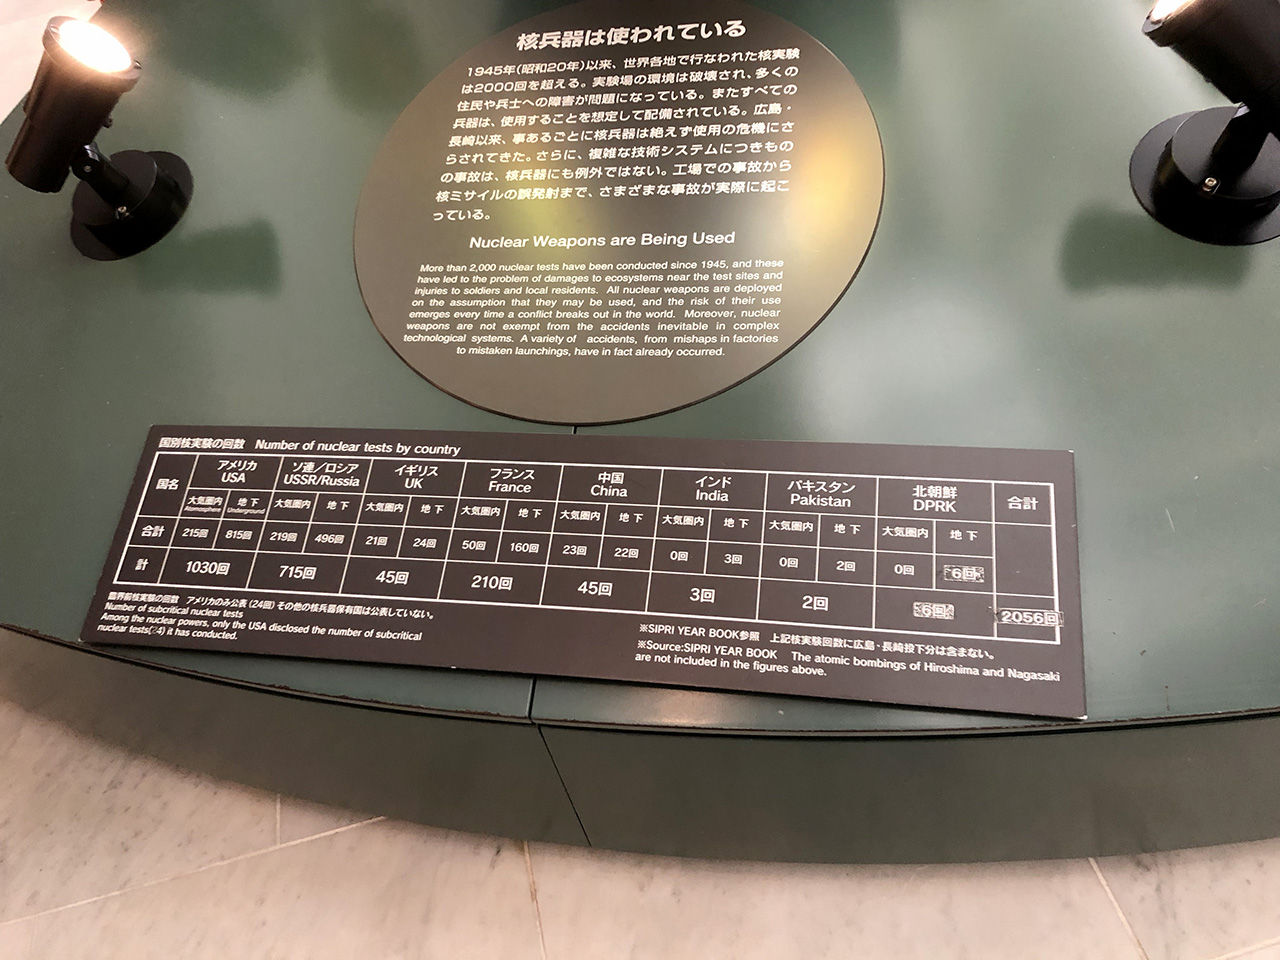 核兵器は使われている
1945年(昭和20年)以来、世界各地で行なわれた核実験
は2000回を超える。実験場の環境は破壊され、多くの
住民や兵士への障害が問題になっている。またすべての
兵器は、使用することを想定して配備されている。広島・
長崎以来、事あるごとに核兵器は絶えず使用の危機にさ
らされてきた。さらに、複雑な技術システムにつきもの
の事故は、核兵器にも例外ではない。工場での事故から
核ミサイルの誤発射まで、さまざまな事故が実際に起こ
っている。
Nuclear Weapons are Being Used
More than 2,000 nuclear tests have been conducted since 1945, and these
have led to the problem of damages to ecosystems near the test sites and
injuries to soldiers and local residents. All nuclear weapons are deployed
on the assumption that they may be used, and the risk of their use
emerges every time a conflict breaks out in the world. Moreover, nuclear
weapons are not exempt from the accidents inevitable in complex
technological systems. A variety of accidents, from mishaps in factories
to mistaken launchings, have in fact already occurred.
国別核実験の回数 Number of nuclear tests by country
国名 アメリカ ソ連/ロシア イギリス フランス 中国 インド パキスタン 北朝鮮 合計
USA USSR/Russia UK France China India Pakistan DPRK
大気圏内 地下 大気圏内 地下 大気圏内 地下 大気圏内 地下 大気圏内 地下 大気圏内 地下 大気圏内 地下 大気圏内 地下
Atomosphere Underground
合計 215回 815回 219回 496回 21回 24回 50回 160回 23回 22回 0回 3回 0回 2回 0回 6回
計 1030回 715回 45回 210回 45回 3回 2回 6回 2056回
臨界前核実験の回数 アメリカのみ公表(24回)その他の核兵器保有国は公表していない。
Number of subcritical nuclear tests
Among the nuclear powers, only the USA disclosed the number of subcritical
nuclear tests( 4) it has conducted.
※SIPRI YEAR BOOK参照 上記核実験回数に広島・長崎投下分は含まない。
※Source:SIPRI YEAR BOOK The atomic bombings of Hiroshima and Nagasaki
are not included in the figures above.